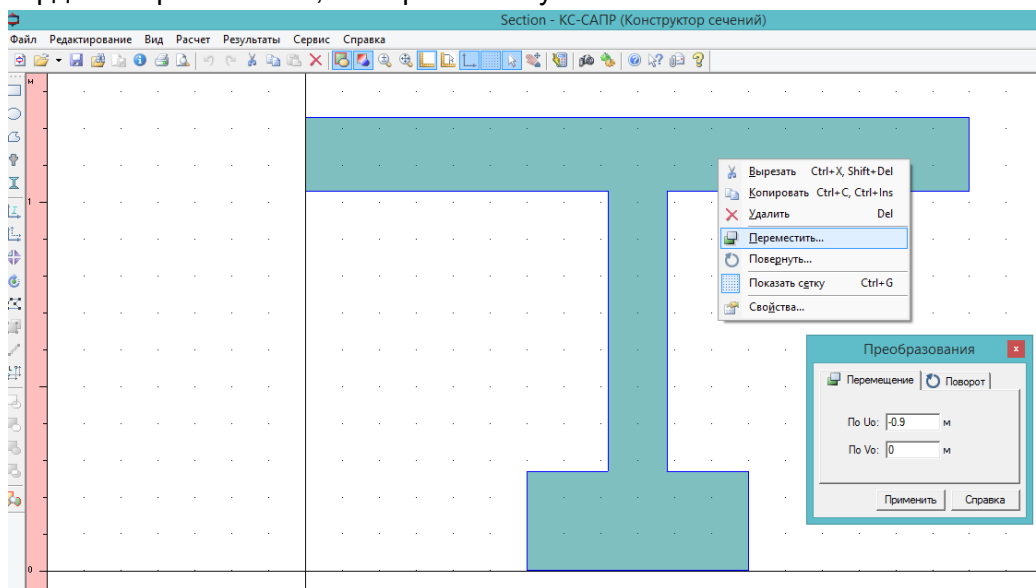 Section - КС-САПР (Конструктор сечений)
Файл Редактирование Вид Расчет Результаты Сервис Справка
м
Вырезать Ctrl+X, Shift+Del
Копировать Ctrl+C, Ctrl+Ins
1
Удалить Del
Переместить...
Повернуть...
Показать сетку Ctrl+G
Свойства...
Преобразования
Перемещение Поворот
По Uo: -0.9 м
По Vo: 0 м
Применить Справка
0